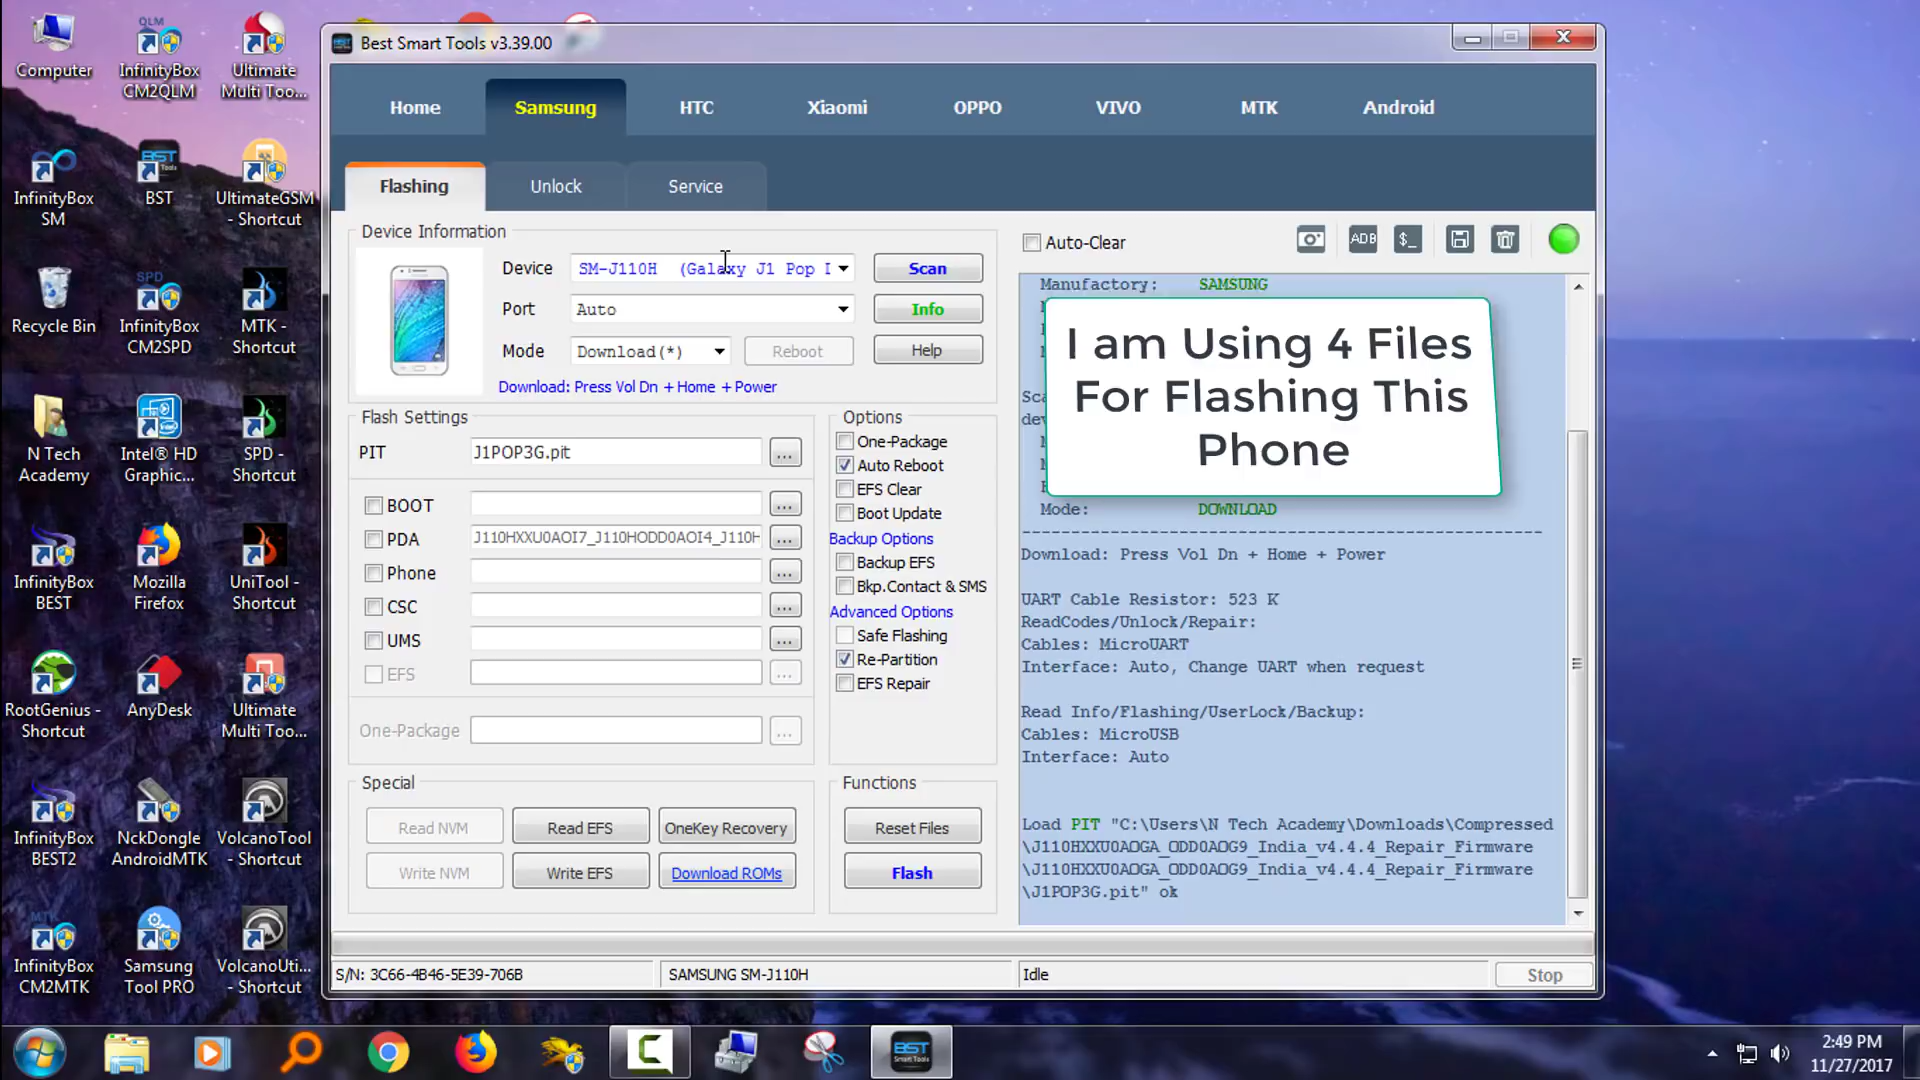 Computer
InfinityBox
CM2QLM
Ultimate
Multi Too...
InfinityBox
SM
BST
UltimateGSM
- Shortcut
Recycle Bin
InfinityBox
CM2SPD
MTK -
Shortcut
N Tech
Academy
Intel® HD
Graphic...
SPD -
Shortcut
InfinityBox
BEST
Mozilla
Firefox
UniTool -
Shortcut
RootGenius -
Shortcut
AnyDesk
Ultimate
Multi Too...
InfinityBox
BEST2
NckDongle
AndroidMTK
VolcanoTool
- Shortcut
InfinityBox
CM2MTK
Samsung
Tool PRO
VolcanoUti...
- Shortcut
Best Smart Tools v3.39.00
Home
Samsung
HTC
Xiaomi
OPPO
VIVO
MTK
Android
Flashing
Unlock
Service
Device Information
Device
SM-J110H (Galaxy J1 Pop
Scan
Port
Auto
Info
Mode
Download(*)
Reboot
Help
Download: Press Vol Dn + Home + Power
Flash Settings
PIT
J1POP3G.pit
...
BOOT
...
PDA
J110HXXU0AOI7_J110HODD0AOI4_J110H
...
Phone
...
CSC
...
UMS
...
EFS
...
One-Package
...
Options
One-Package
Auto Reboot
EFS Clear
Boot Update
Backup Options
Backup EFS
Bkp.Contact & SMS
Advanced Options
Safe Flashing
Re-Partition
EFS Repair
Special
Read NVM
Read EFS
OneKey Recovery
Write NVM
Write EFS
Download ROMs
Functions
Reset Files
Flash
Auto-Clear
ADB
$_
Manufactory: SAMSUNG
I am Using 4 Files
For Flashing This
Phone
Mode: DOWNLOAD
Download: Press Vol Dn + Home + Power
UART Cable Resistor: 523 K
ReadCodes/Unlock/Repair:
Cables: MicroUART
Interface: Auto, Change UART when request
Read Info/Flashing/UserLock/Backup:
Cables: MicroUSB
Interface: Auto
Load PIT "C:\Users\N Tech Academy\Downloads\Compressed
\J110HXXU0AOGA_ODD0AOG9_India_v4.4.4_Repair_Firmware
\J110HXXU0AOGA_ODD0AOG9_India_v4.4.4_Repair_Firmware
\J1POP3G.pit" ok
S/N: 3C66-4B46-5E39-706B
SAMSUNG SM-J110H
Idle
Stop
2:49 PM
11/27/2017